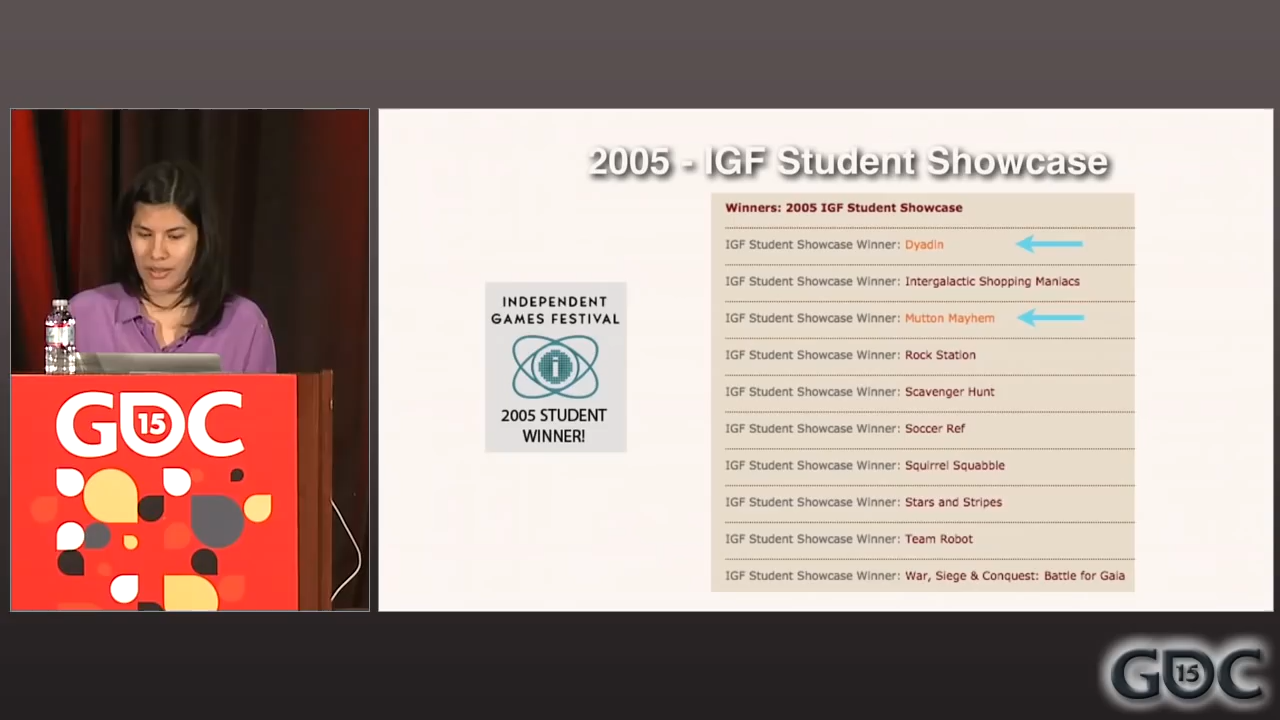 2005 - IGF Student Showcase
Winners: 2005 IGF Student Showcase
IGF Student Showcase Winner: Dyadin
IGF Student Showcase Winner: Intergalactic Shopping Maniacs
IGF Student Showcase Winner: Mutton Mayhem
IGF Student Showcase Winner: Rock Station
IGF Student Showcase Winner: Scavenger Hunt
IGF Student Showcase Winner: Soccer Ref
IGF Student Showcase Winner: Squirrel Squabble
IGF Student Showcase Winner: Stars and Stripes
IGF Student Showcase Winner: Team Robot
IGF Student Showcase Winner: War, Siege & Conquest: Battle for Gaia
INDEPENDENT
GAMES FESTIVAL
i
2005 STUDENT
WINNER!
GDC 15
GDC 15